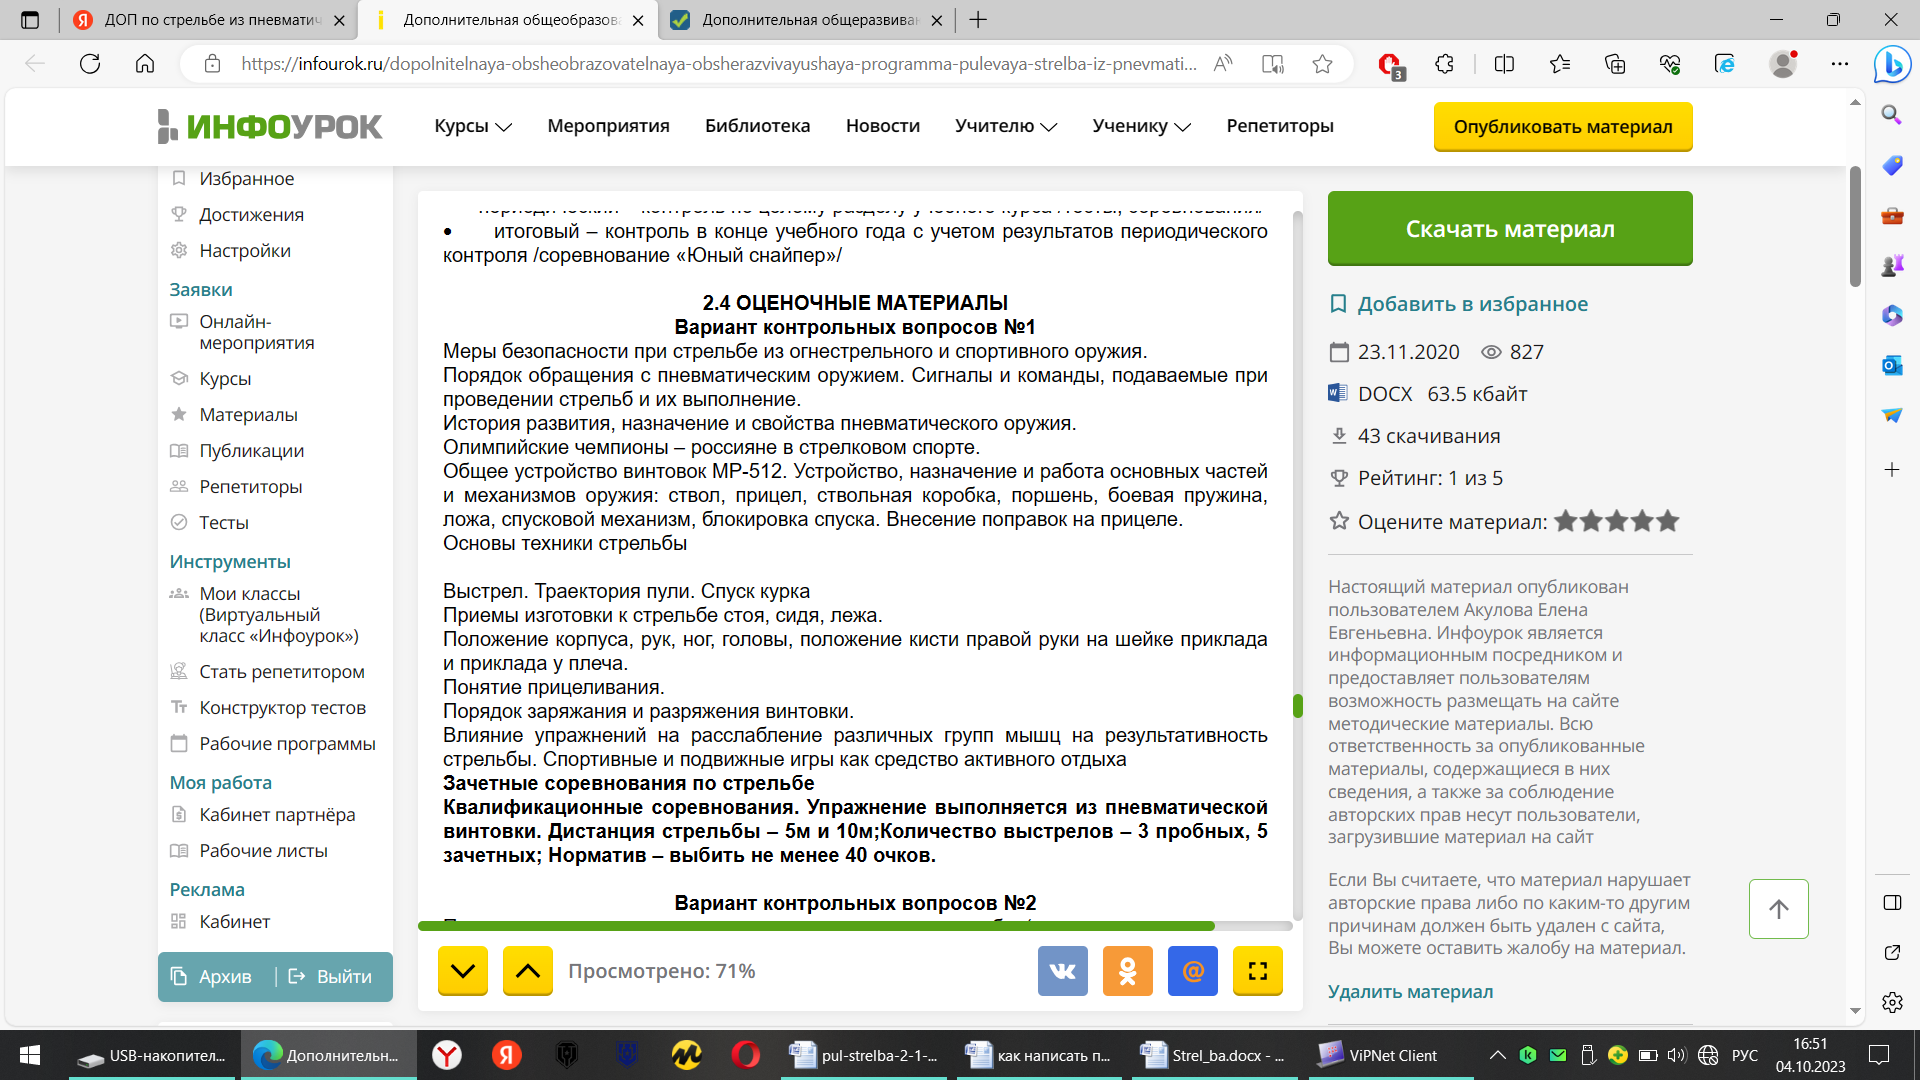 ДОП по стрельбе из пневматич
Дополнительная общеобразова
Дополнительная общеразвиван
https://infourok.ru/dopolnitelnaya-obsheobrazovatelnaya-obsherazvivayushaya-programma-pulevaya-strelba-iz-pnevmati...
3
ИНФОУРОК
Курсы
Мероприятия
Библиотека
Новости
Учителю
Ученику
Репетиторы
Опубликовать материал
Избранное
Достижения
Настройки
Заявки
Онлайн-
мероприятия
Курсы
Материалы
Публикации
Репетиторы
Тесты
Инструменты
Мои классы
(Виртуальный
класс «Инфоурок»)
Стать репетитором
Конструктор тестов
Рабочие программы
Моя работа
Кабинет партнёра
Рабочие листы
Реклама
Кабинет
Архив
Выйти
периодический – контроль по целому разделу учебного курса /тесты, соревнования/
• итоговый – контроль в конце учебного года с учетом результатов периодического
контроля /соревнование «Юный снайпер»/
2.4 ОЦЕНОЧНЫЕ МАТЕРИАЛЫ
Вариант контрольных вопросов №1
Меры безопасности при стрельбе из огнестрельного и спортивного оружия.
Порядок обращения с пневматическим оружием. Сигналы и команды, подаваемые при
проведении стрельб и их выполнение.
История развития, назначение и свойства пневматического оружия.
Олимпийские чемпионы – россияне в стрелковом спорте.
Общее устройство винтовок МР-512. Устройство, назначение и работа основных частей
и механизмов оружия: ствол, прицел, ствольная коробка, поршень, боевая пружина,
ложа, спусковой механизм, блокировка спуска. Внесение поправок на прицеле.
Основы техники стрельбы
Выстрел. Траектория пули. Спуск курка
Приемы изготовки к стрельбе стоя, сидя, лежа.
Положение корпуса, рук, ног, головы, положение кисти правой руки на шейке приклада
и приклада у плеча.
Понятие прицеливания.
Порядок заряжания и разряжения винтовки.
Влияние упражнений на расслабление различных групп мышц на результативность
стрельбы. Спортивные и подвижные игры как средство активного отдыха
Зачетные соревнования по стрельбе
Квалификационные соревнования. Упражнение выполняется из пневматической
винтовки. Дистанция стрельбы – 5м и 10м;Количество выстрелов – 3 пробных, 5
зачетных; Норматив – выбить не менее 40 очков.
Вариант контрольных вопросов №2
Просмотрено: 71%
Скачать материал
Добавить в избранное
23.11.2020 827
DOCX 63.5 кбайт
43 скачивания
Рейтинг: 1 из 5
Оцените материал:
Настоящий материал опубликован
пользователем Акулова Елена
Евгеньевна. Инфоурок является
информационным посредником и
предоставляет пользователям
возможность размещать на сайте
методические материалы. Всю
ответственность за опубликованные
материалы, содержащиеся в них
сведения, а также за соблюдение
авторских прав несут пользователи,
загрузившие материал на сайт
Если Вы считаете, что материал нарушает
авторские права либо по каким-то другим
причинам должен быть удален с сайта,
Вы можете оставить жалобу на материал.
Удалить материал
USB-накопител...
Дополнительн...
pul-strelba-2-1-...
как написать п...
Strel_ba.docx - ...
ViPNet Client
РУС
16:51
04.10.2023